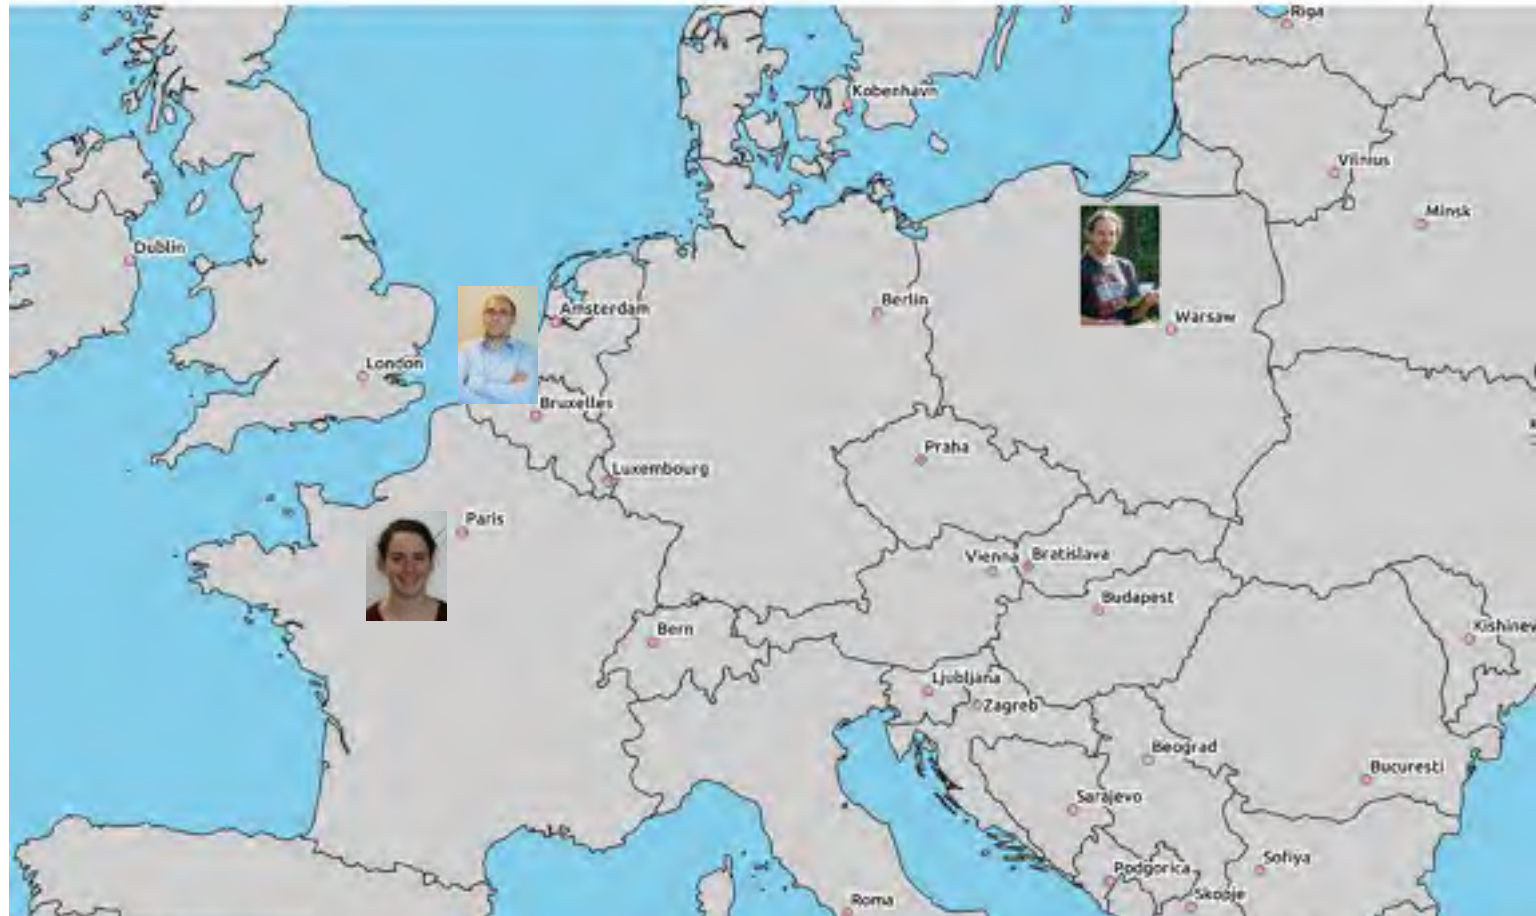 Riga
Kobenhavn
Vilnius
Minsk
Dublin
Amsterdam
Berlin
Warsaw
London
Bruxelles
Praha
Luxembourg
Paris
Vienna
Bratislava
Budapest
Bern
Kishinev
Ljubljana
Zagreb
Beograd
Bucuresti
Sarajevo
Sofiya
Podgorica
Skopje
Roma